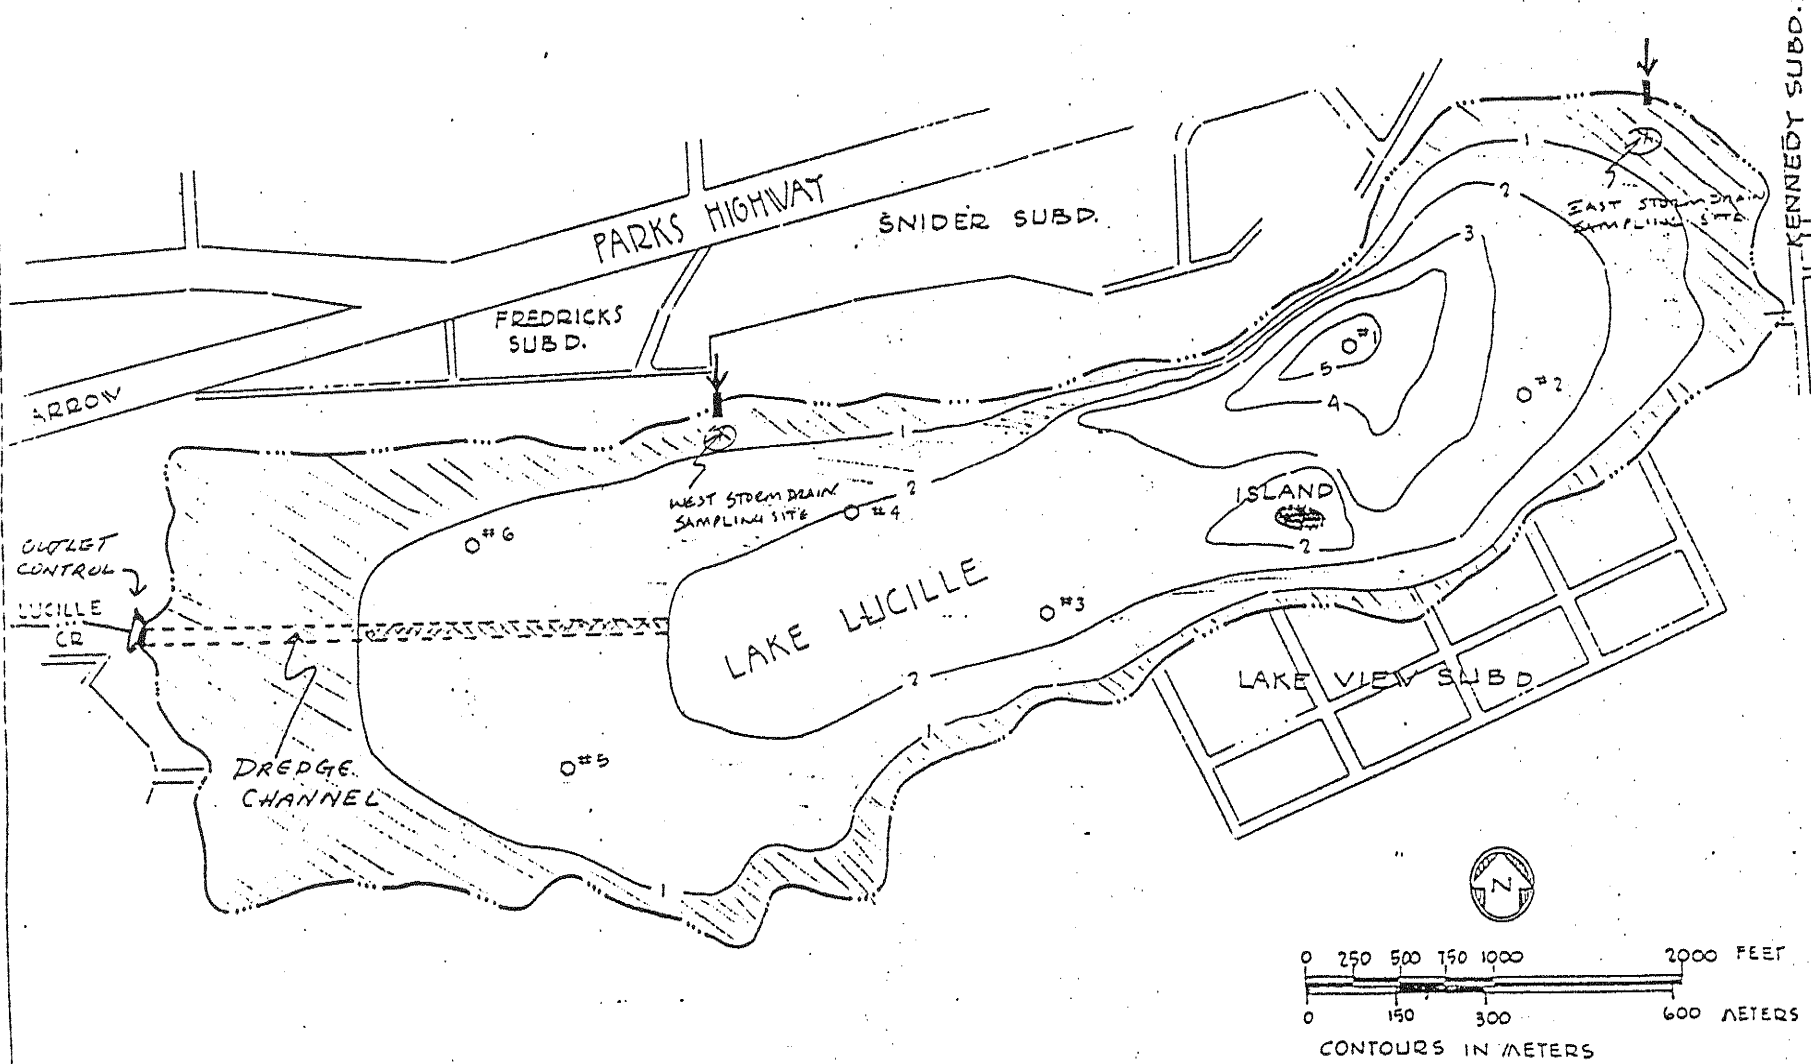 KENNEDY SUBD.
PARKS HIGHWAY
SNIDER SUBD.
1
2
EAST STORM DRAIN
SAMPLING SITE
3
FREDRICKS
SUBD.
#1
5
4
#2
ARROW
1
WEST STORM DRAIN
SAMPLING SITE
2
#4
ISLAND
2
#6
OUTLET
CONTROL
LUCILLE
CR
LAKE LUCILLE
#3
2
LAKE VIEW SUBD
1
DREDGE
CHANNEL
#5
1
N
0 250 500 750 1000 2000 FEET
0 150 300 600 METERS
CONTOURS IN METERS